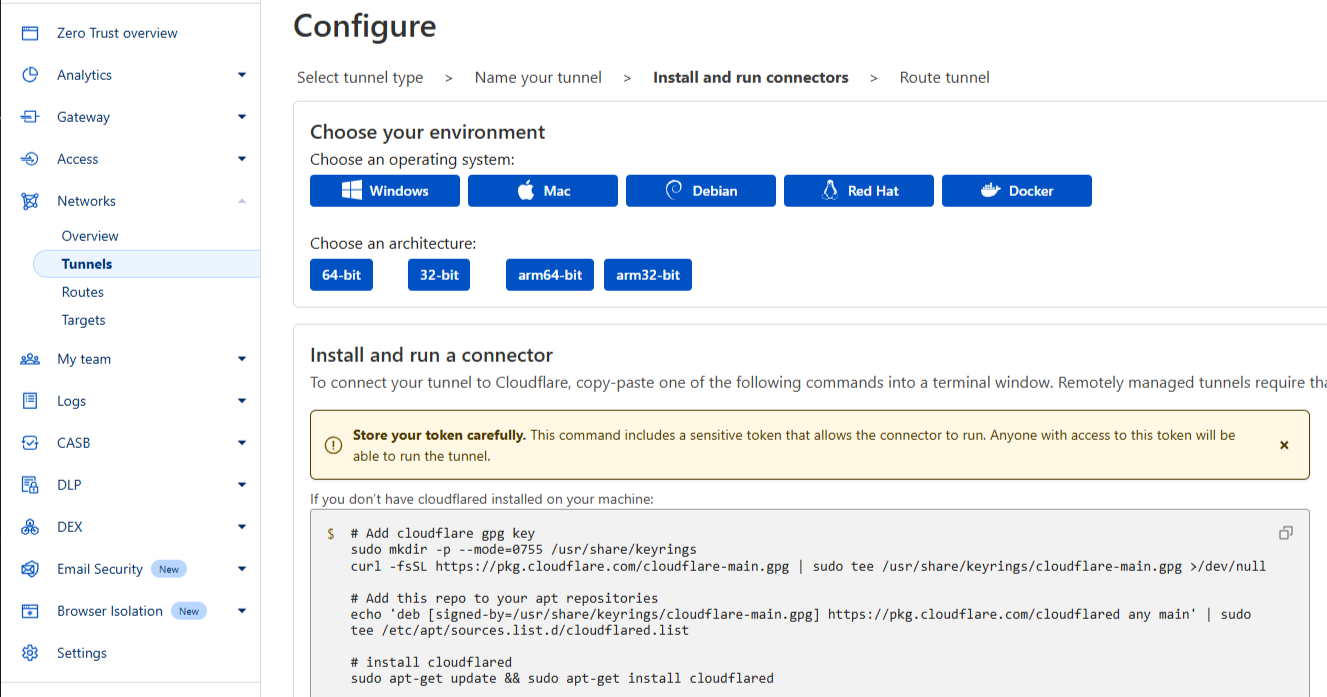 Zero Trust overview
Analytics
Gateway
Access
Networks
Overview
Tunnels
Routes
Targets
My team
Logs
CASB
DLP
DEX
Email Security New
Browser Isolation New
Settings
Configure
Select tunnel type > Name your tunnel > Install and run connectors > Route tunnel
Choose your environment
Choose an operating system:
Windows Mac Debian Red Hat Docker
Choose an architecture:
64-bit 32-bit arm64-bit arm32-bit
Install and run a connector
To connect your tunnel to Cloudflare, copy-paste one of the following commands into a terminal window. Remotely managed tunnels require
Store your token carefully. This command includes a sensitive token that allows the connector to run. Anyone with access to this token will be
able to run the tunnel.
If you don't have cloudflared installed on your machine:
$ # Add cloudflare gpg key
sudo mkdir -p --mode=0755 /usr/share/keyrings
curl -fsSL https://pkg.cloudflare.com/cloudflare-main.gpg | sudo tee /usr/share/keyrings/cloudflare-main.gpg >/dev/null
# Add this repo to your apt repositories
echo 'deb [signed-by=/usr/share/keyrings/cloudflare-main.gpg] https://pkg.cloudflare.com/cloudflared any main' | sudo
tee /etc/apt/sources.list.d/cloudflared.list
# install cloudflared
sudo apt-get update && sudo apt-get install cloudflared